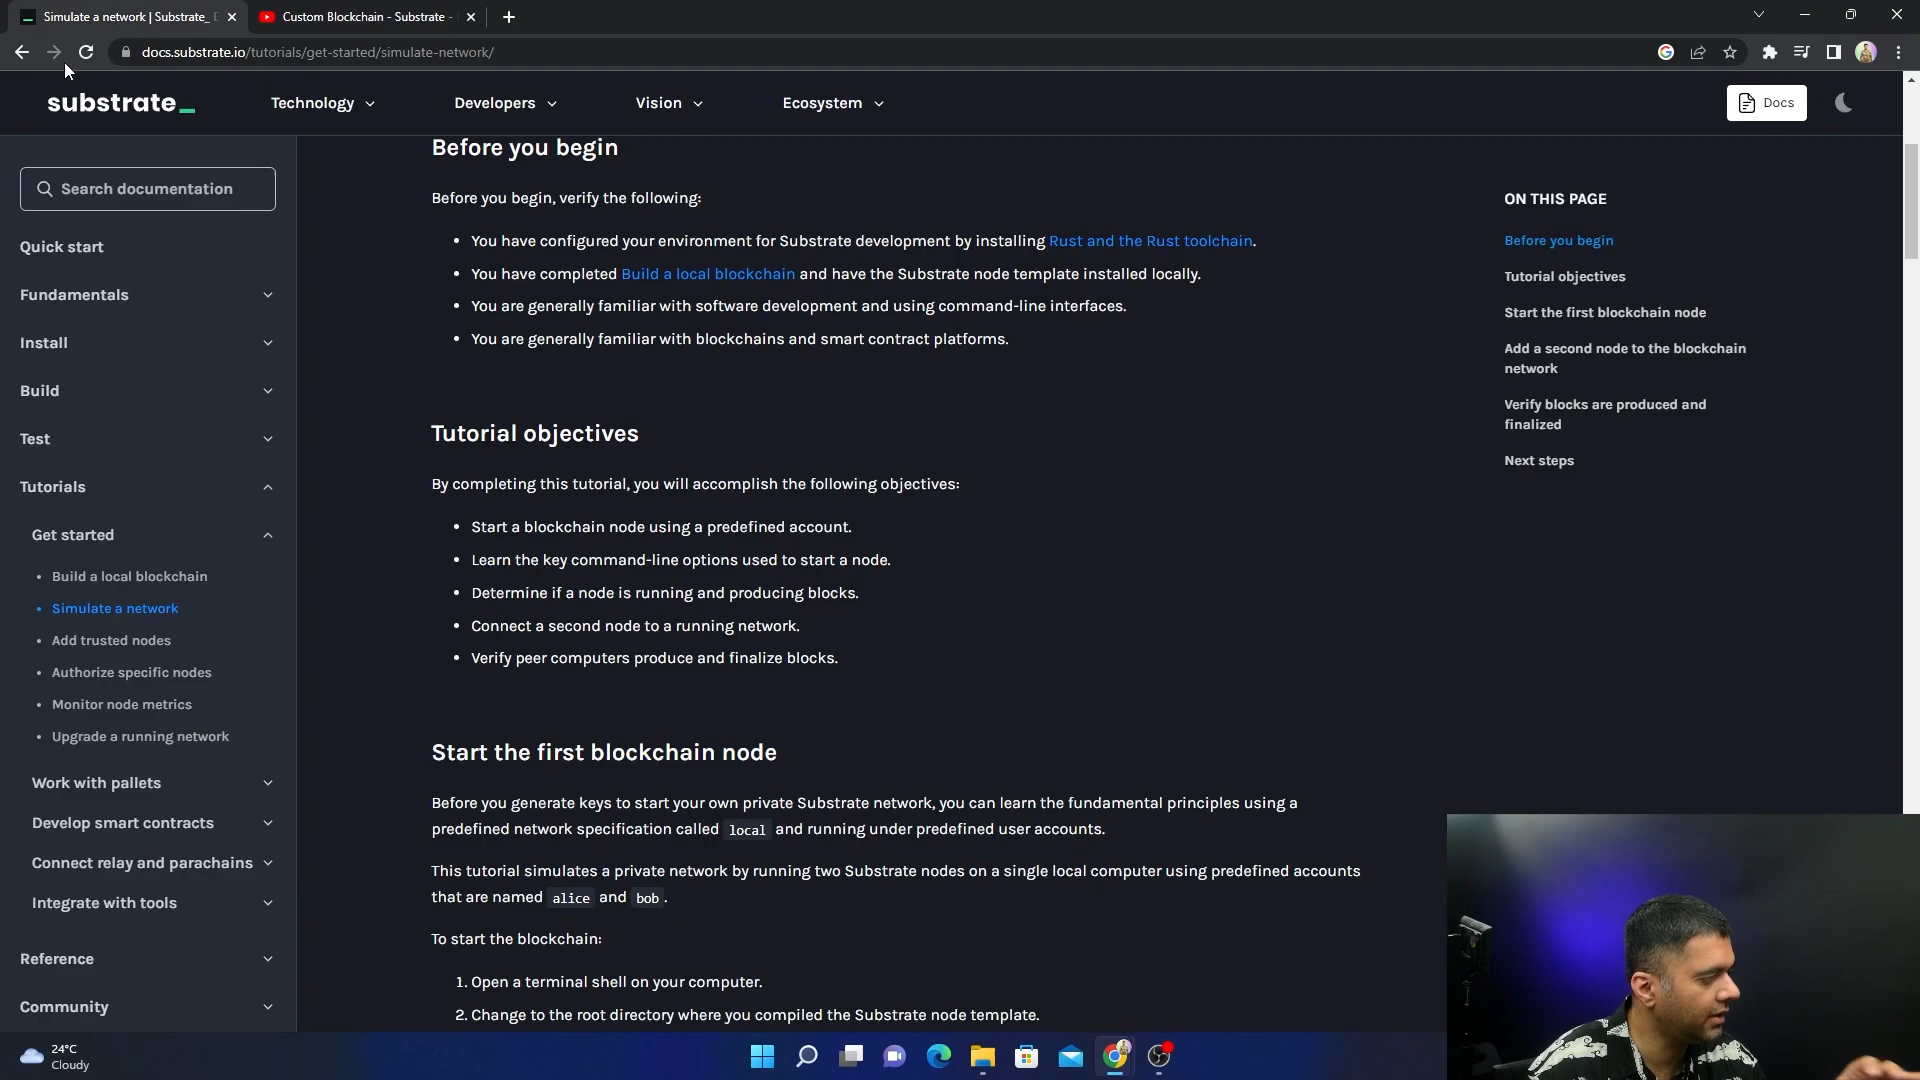 Simulate a network | Substrate_ D
Custom Blockchain - Substrate -
docs.substrate.io/tutorials/get-started/simulate-network/
substrate_
Technology
Developers
Vision
Ecosystem
Docs
Search documentation
Quick start
Fundamentals
Install
Build
Test
Tutorials
Get started
• Build a local blockchain
• Simulate a network
• Add trusted nodes
• Authorize specific nodes
• Monitor node metrics
• Upgrade a running network
Work with pallets
Develop smart contracts
Connect relay and parachains
Integrate with tools
Reference
Community
Before you begin
Before you begin, verify the following:
• You have configured your environment for Substrate development by installing Rust and the Rust toolchain.
• You have completed Build a local blockchain and have the Substrate node template installed locally.
• You are generally familiar with software development and using command-line interfaces.
• You are generally familiar with blockchains and smart contract platforms.
Tutorial objectives
By completing this tutorial, you will accomplish the following objectives:
• Start a blockchain node using a predefined account.
• Learn the key command-line options used to start a node.
• Determine if a node is running and producing blocks.
• Connect a second node to a running network.
• Verify peer computers produce and finalize blocks.
Start the first blockchain node
Before you generate keys to start your own private Substrate network, you can learn the fundamental principles using a
predefined network specification called local and running under predefined user accounts.
This tutorial simulates a private network by running two Substrate nodes on a single local computer using predefined accounts
that are named alice and bob.
To start the blockchain:
1. Open a terminal shell on your computer.
2. Change to the root directory where you compiled the Substrate node template.
ON THIS PAGE
Before you begin
Tutorial objectives
Start the first blockchain node
Add a second node to the blockchain
network
Verify blocks are produced and
finalized
Next steps
24°C
Cloudy